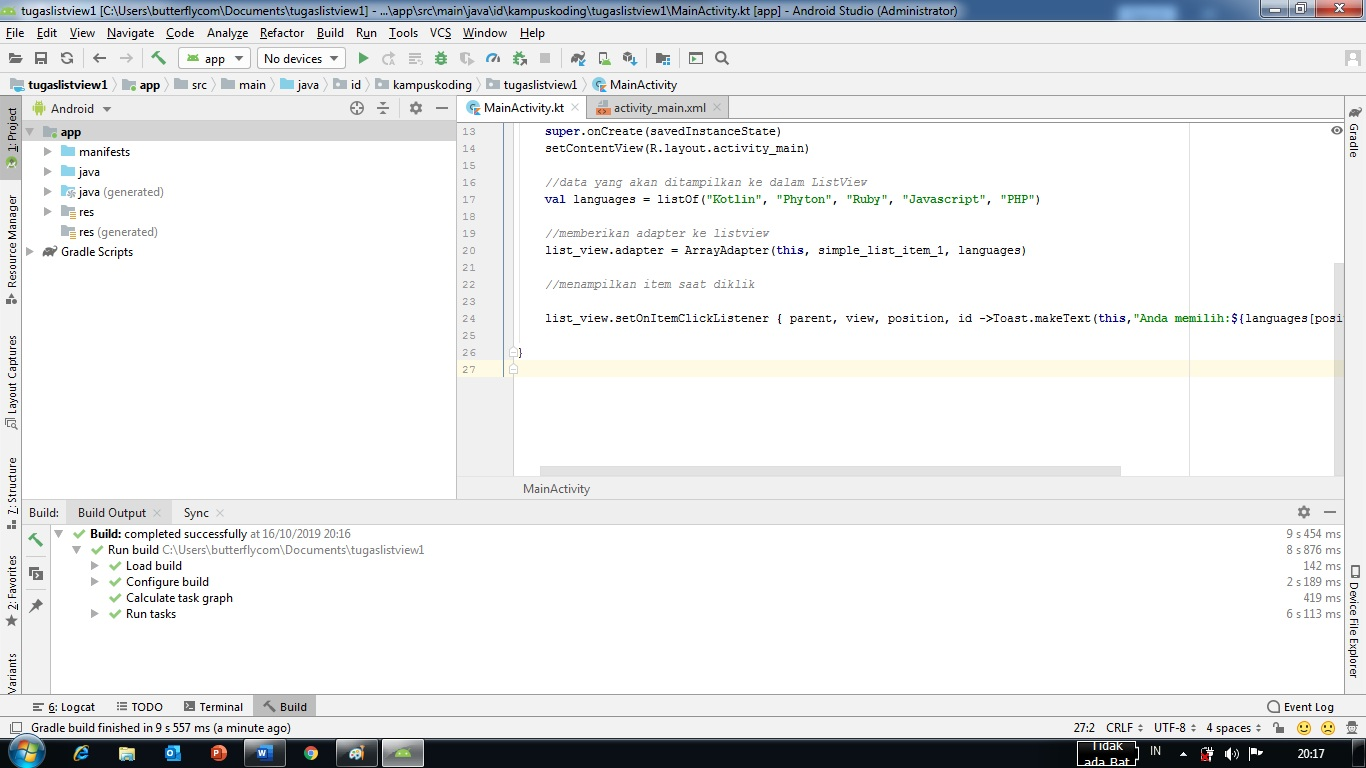 tugaslistview1 [C:\Users\butterflycom\Documents\tugaslistview1] - ...\app\src\main\java\id\kampuskoding\tugaslistview1\MainActivity.kt [app] - Android Studio (Administrator)
File Edit View Navigate Code Analyze Refactor Build Run Tools VCS Window Help
app No devices
tugaslistview1 app src main java id kampuskoding tugaslistview1 MainActivity
1: Project
Resource Manager
Layout Captures
Z: Structure
2: Favorites
Variants
Android
app
manifests
java
java (generated)
res
res (generated)
Gradle Scripts
MainActivity.kt activity_main.xml
13 super.onCreate(savedInstanceState)
14 setContentView(R.layout.activity_main)
15
16 //data yang akan ditampilkan ke dalam ListView
17 val languages = listOf("Kotlin", "Phyton", "Ruby", "Javascript", "PHP")
18
19 //memberikan adapter ke listview
20 list_view.adapter = ArrayAdapter(this, simple_list_item_1, languages)
21
22 //menampilkan item saat diklik
23
24 list_view.setOnItemClickListener { parent, view, position, id ->Toast.makeText(this,"Anda memilih:${languages[posi
25
26 }
27
MainActivity
Gradle
Device File Explorer
Build: Build Output Sync
Build: completed successfully at 16/10/2019 20:16 9 s 454 ms
Run build C:\Users\butterflycom\Documents\tugaslistview1 8 s 876 ms
Load build 142 ms
Configure build 2 s 189 ms
Calculate task graph 419 ms
Run tasks 6 s 113 ms
6: Logcat TODO Terminal Build Event Log
Gradle build finished in 9 s 557 ms (a minute ago) 27:2 CRLF UTF-8 4 spaces
Tidak
ada Bat
IN 20:17